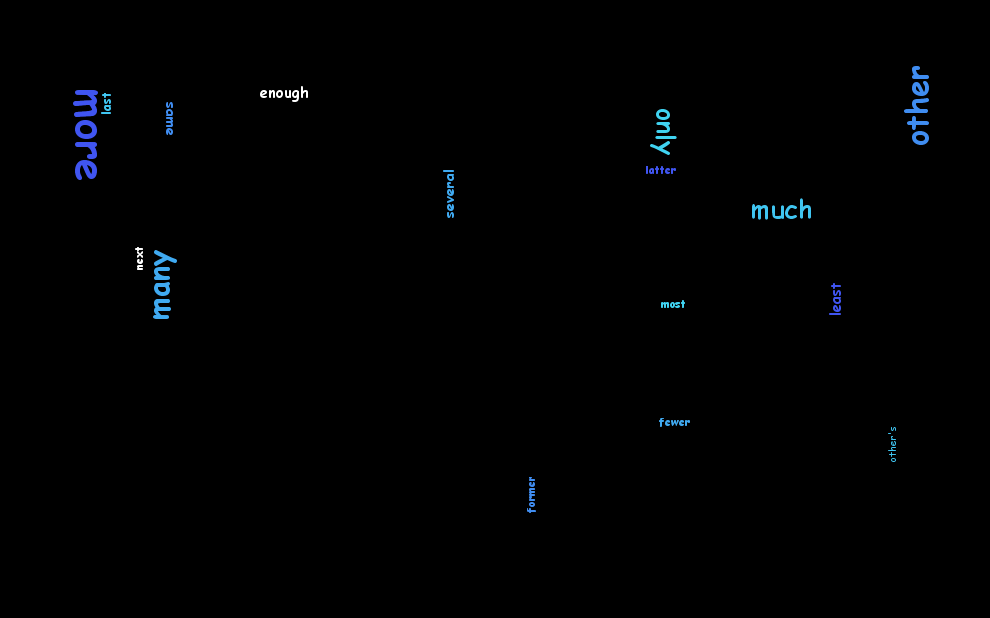 other
more
last
enough
same
only
latter
several
much
next
many
least
most
fewer
other's
former